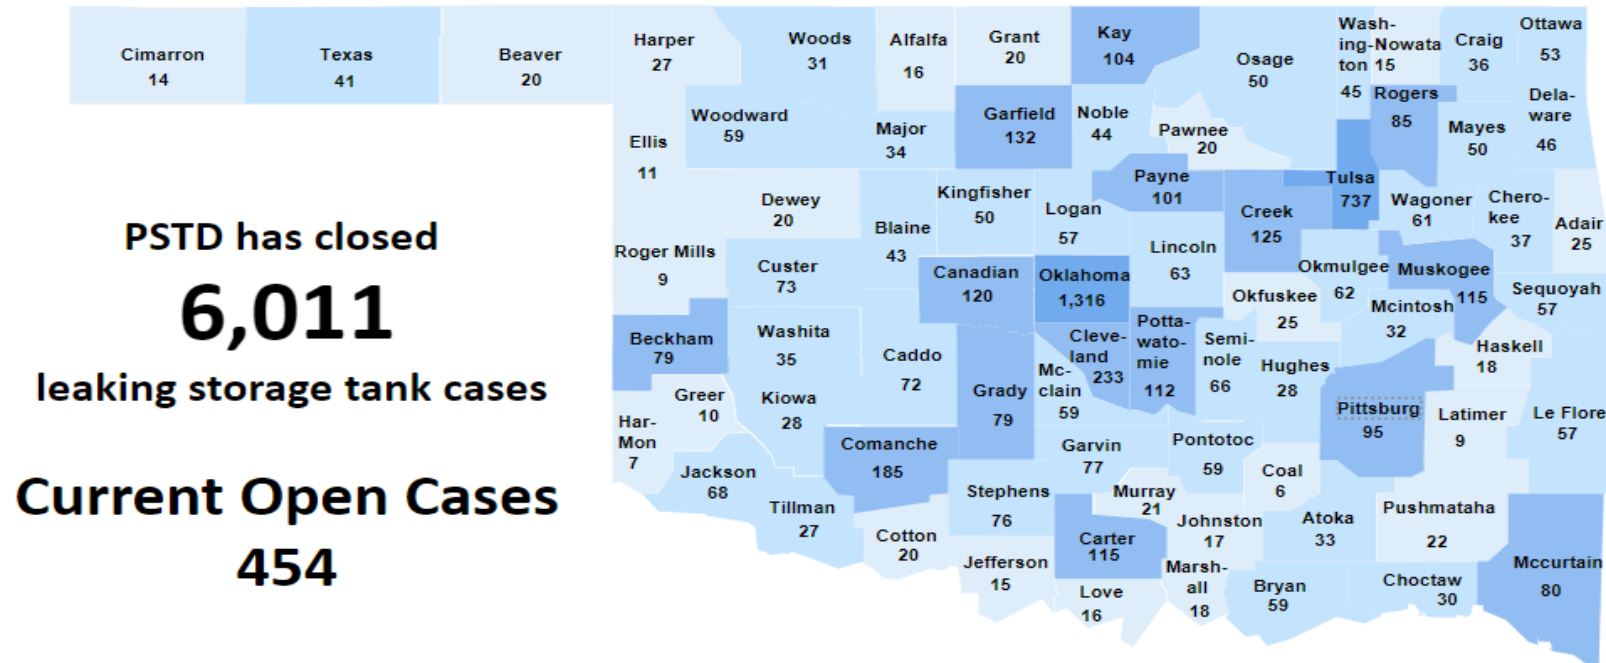 PSTD has closed
6,011
leaking storage tank cases
Current Open Cases
454
Cimarron
14
Texas
41
Beaver
20
Harper
27
Woods
31
Alfalfa
16
Grant
20
Kay
104
Osage
50
Wash-
ing-
ton
45
Nowata
15
Craig
36
Ottawa
53
Ellis
11
Woodward
59
Major
34
Garfield
132
Noble
44
Pawnee
20
Rogers
85
Mayes
50
Dela-
ware
46
Roger Mills
9
Dewey
20
Custer
73
Blaine
43
Kingfisher
50
Logan
57
Payne
101
Lincoln
63
Creek
125
Tulsa
737
Wagoner
61
Chero-
kee
37
Adair
25
Canadian
120
Oklahoma
1,316
Okfuskee
25
Okmulgee
62
Muskogee
115
Mcintosh
32
Sequoyah
57
Beckham
79
Washita
35
Caddo
72
Grady
79
Cleve-
land
233
Mc-
clain
59
Potta-
wato-
mie
112
Semi-
nole
66
Hughes
28
Haskell
18
Pittsburg
95
Latimer
9
Le Flore
57
Har-
Mon
7
Greer
10
Kiowa
28
Jackson
68
Tillman
27
Comanche
185
Cotton
20
Stephens
76
Garvin
77
Pontotoc
59
Coal
6
Murray
21
Johnston
17
Atoka
33
Pushmataha
22
Mccurtain
80
Jefferson
15
Carter
115
Love
16
Marsh-
all
18
Bryan
59
Choctaw
30